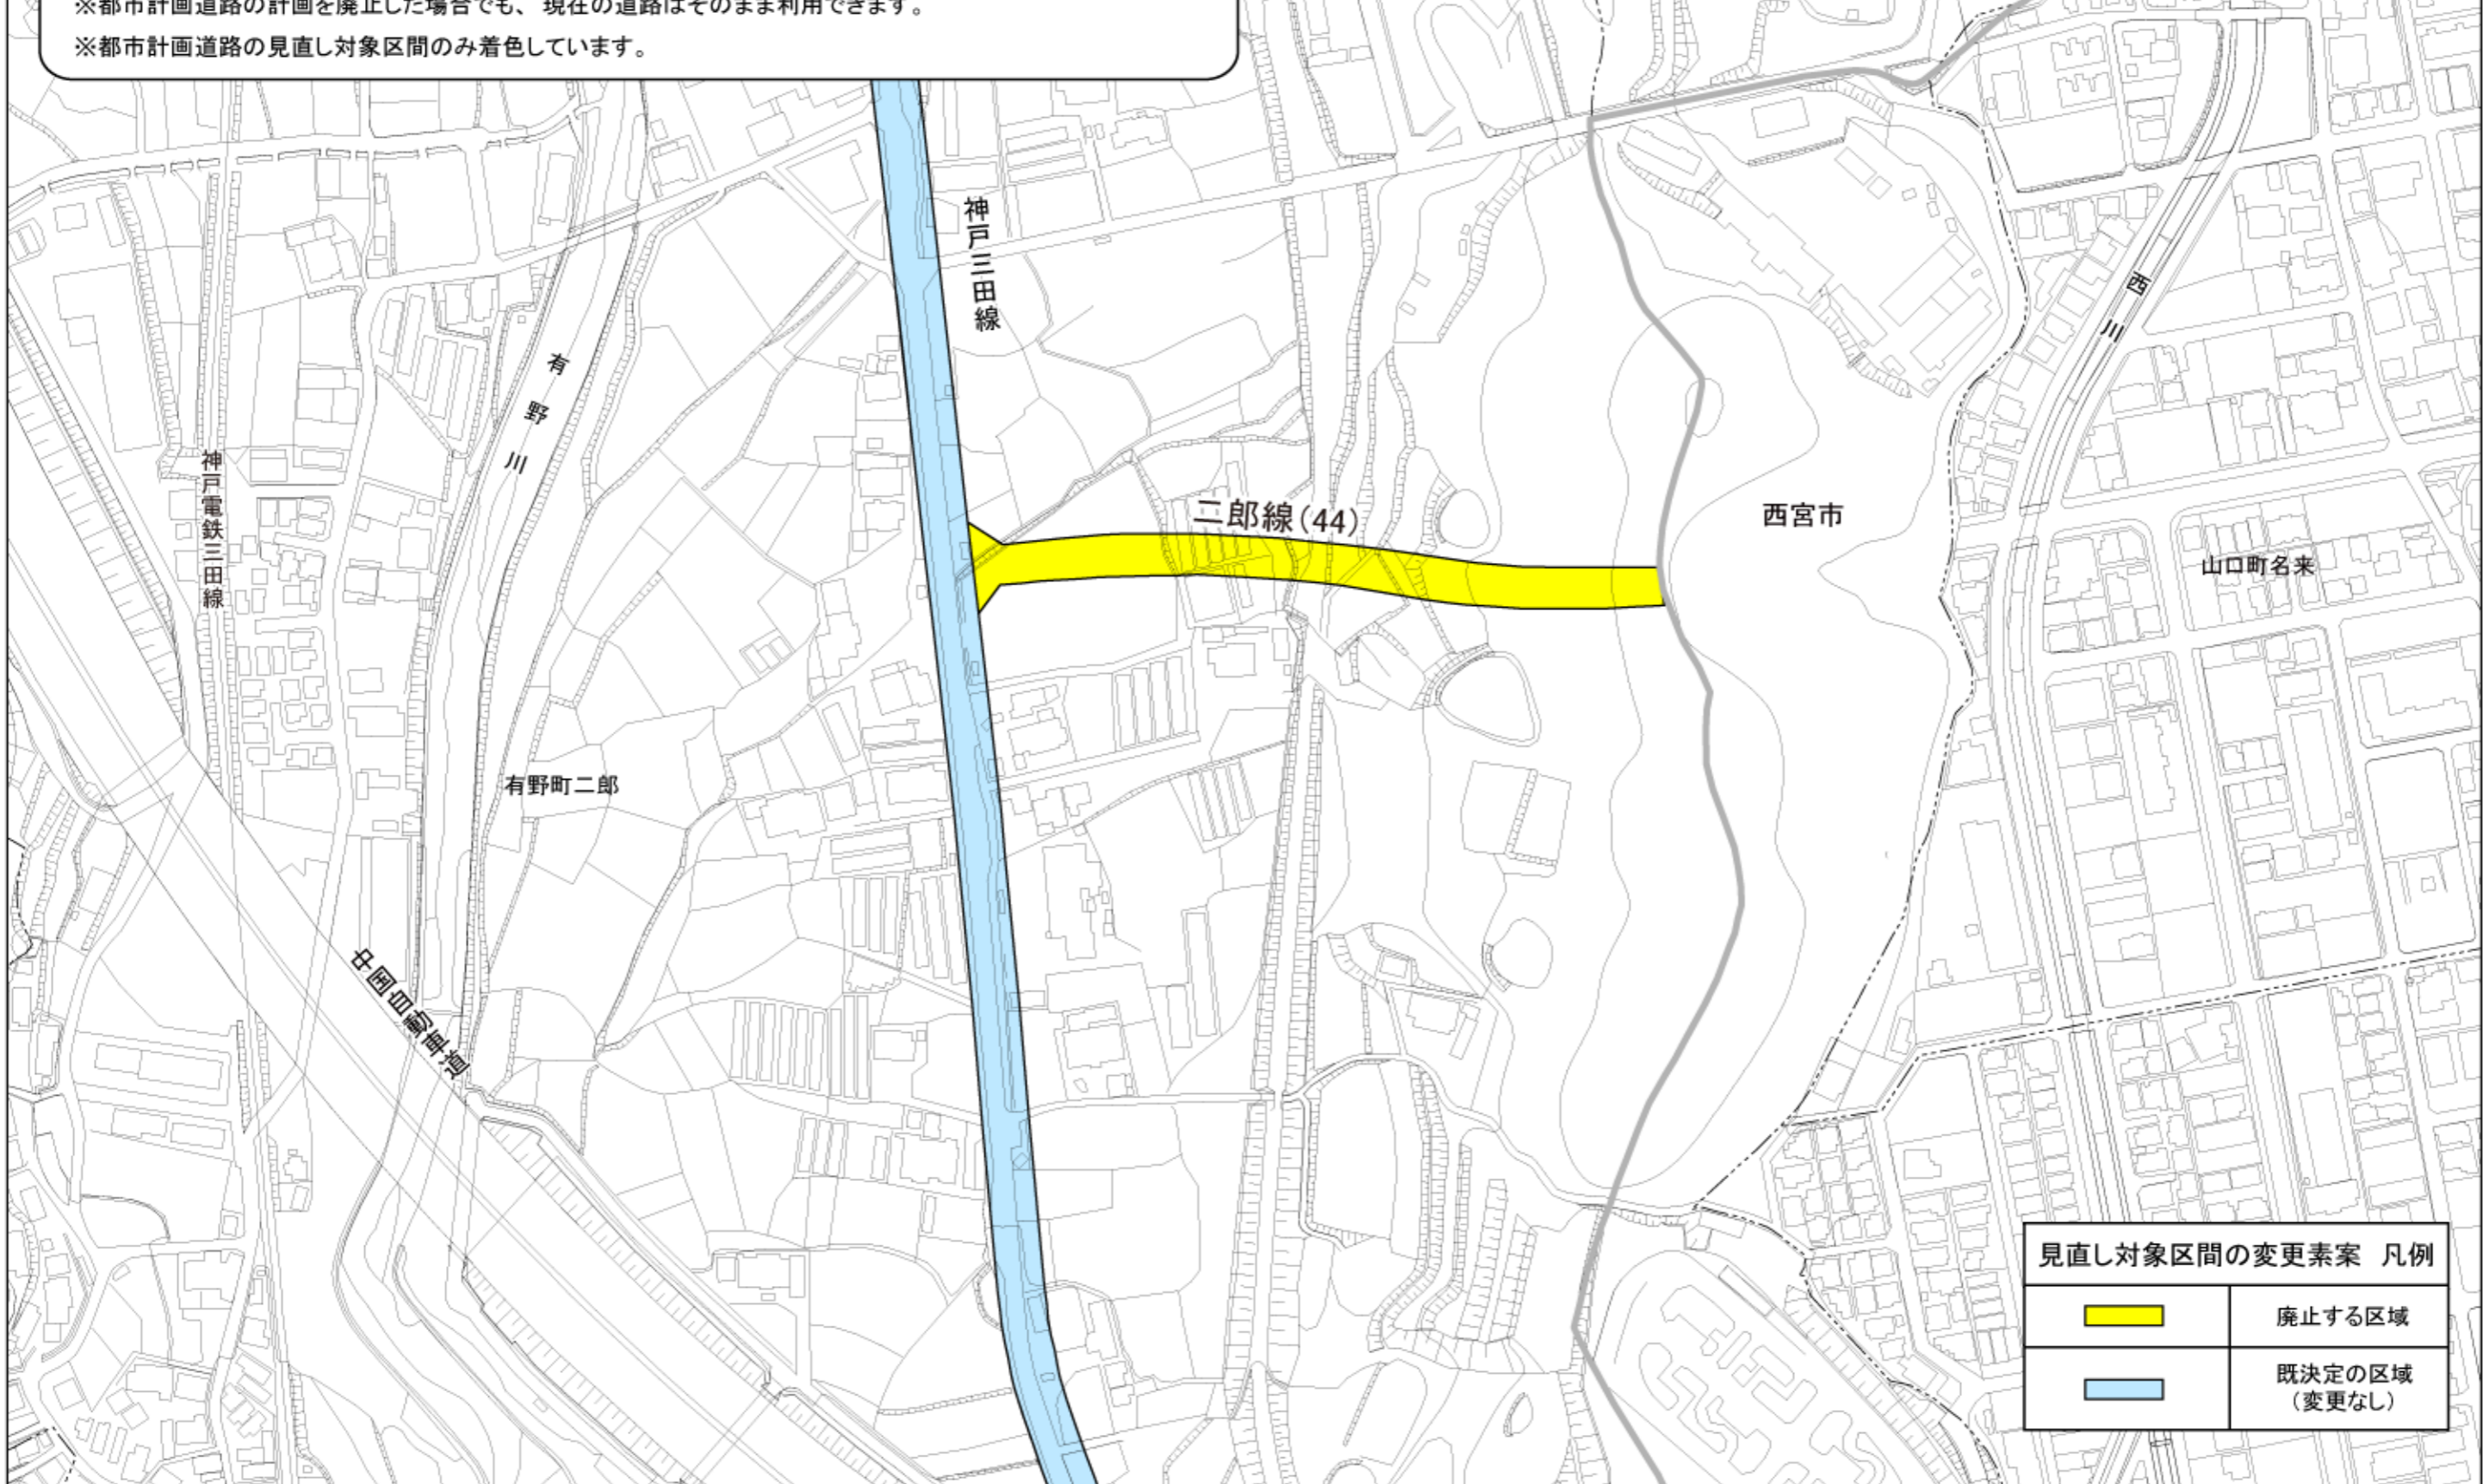 ※都市計画道路の計画を廃止した場合でも、現在の道路はそのまま利用できます。
※都市計画道路の見直し対象区間のみ着色しています。
神戸三田線
西川
有野川
神戸電鉄三田線
二郎線(44)
西宮市
山口町名来
有野町二郎
中国自動車道
見直し対象区間の変更素案 凡例
廃止する区域
既決定の区域
(変更なし)